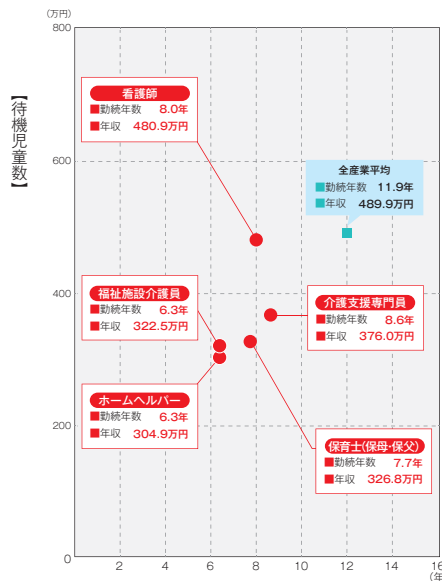 (万円)
800
600
400
200
0
【待機児童数】
看護師
■勤続年数 8.0年
■年収 480.9万円
全産業平均
■勤続年数 11.9年
■年収 489.9万円
福祉施設介護員
■勤続年数 6.3年
■年収 322.5万円
介護支援専門員
■勤続年数 8.6年
■年収 376.0万円
ホームヘルパー
■勤続年数 6.3年
■年収 304.9万円
保育士(保母・保父)
■勤続年数 7.7年
■年収 326.8万円
2 4 6 8 10 12 14 16
(年